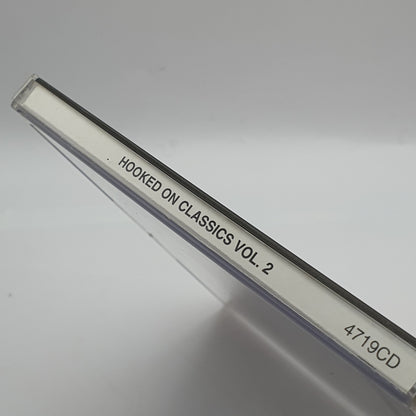 HOOKED ON CLASSICS VOL. 2
4719CD